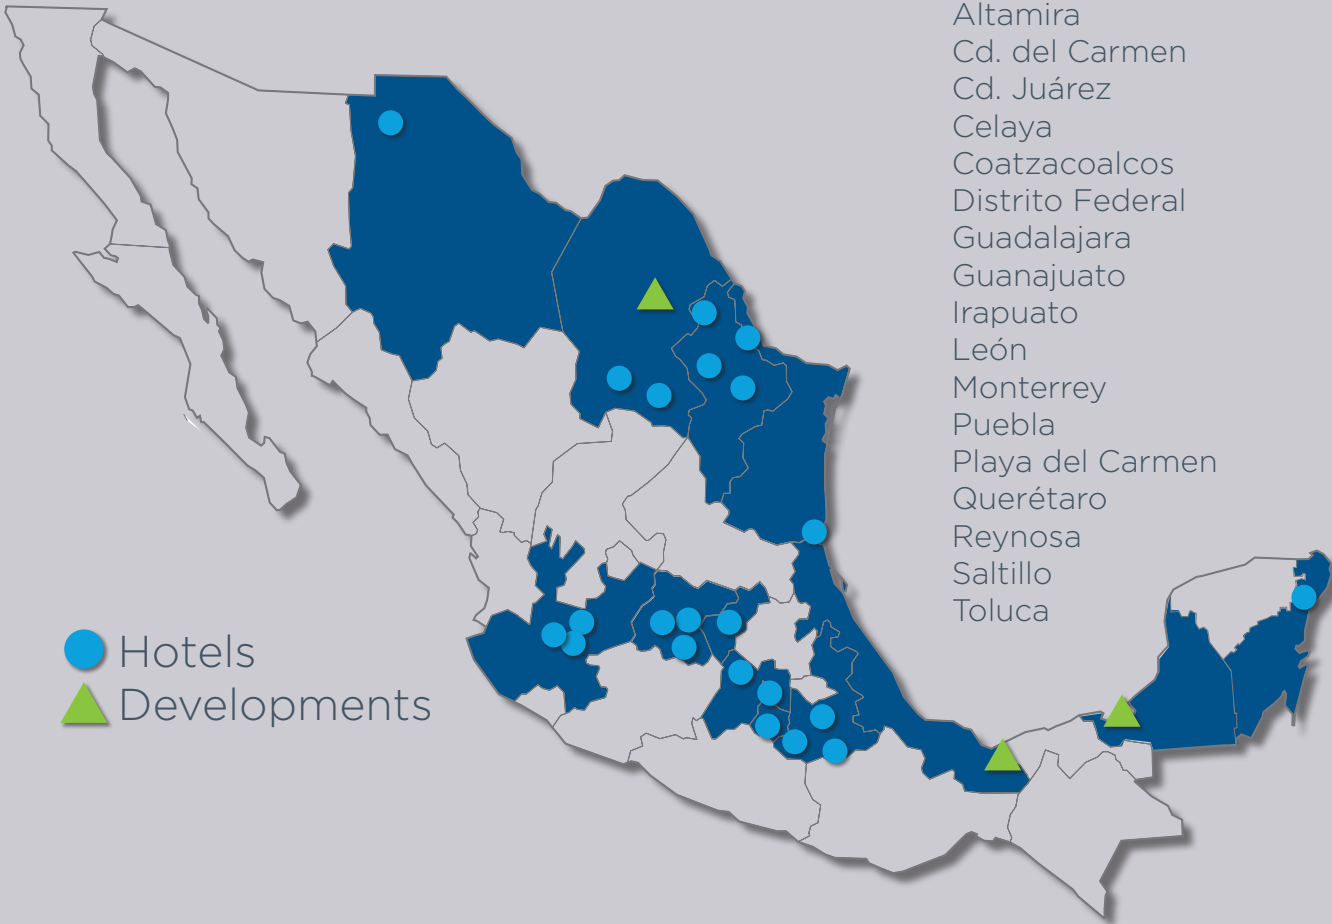 Altamira
Cd. del Carmen
Cd. Juárez
Celaya
Coatzacoalcos
Distrito Federal
Guadalajara
Guanajuato
Irapuato
León
Monterrey
Puebla
Playa del Carmen
Querétaro
Reynosa
Saltillo
Toluca
Hotels
Developments